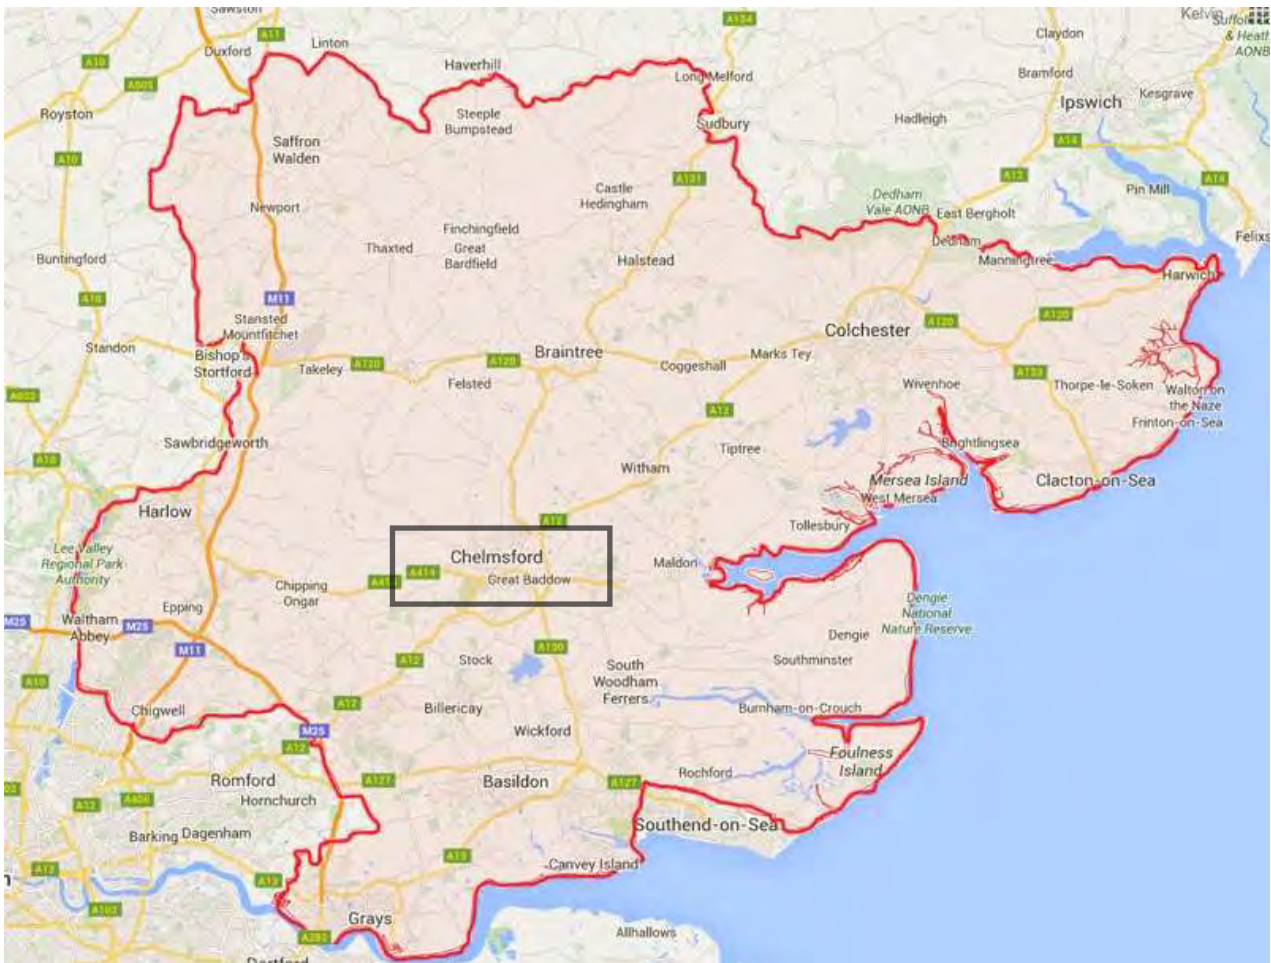 Sawston
A11
Linton
A134
Kelvin
Suffol
& Heath
AONB
Duxford
A10
A505
Haverhill
Long Melford
Claydon
Bramford
Kesgrave
Ipswich
Royston
Steeple
Bumpstead
Sudbury
Hadleigh
Saffron
Walden
A14
A10
Castle
Hedingham
A131
Dedham
Vale AONB
A12
Pin Mill
A14
Newport
East Bergholt
Finchingfield
Thaxted
Great
Bardfield
Halstead
Dedham
Manningtree
Felixs
Buntingford
Harwich
A10
M11
Stansted
Mountfitchet
Colchester
A120
A120
Standon
Bishop's
Stortford
Takeley
A120
A120
Braintree
Marks Tey
Coggeshall
Felsted
A133
Wivenhoe
Thorpe-le-Soken
Walton on
the Naze
Frinton-on-Sea
A12
Sawbridgeworth
Brightlingsea
Tiptree
Witham
A10
Mersea Island
West Mersea
Clacton-on-Sea
Harlow
A12
Tollesbury
Lee Valley
Regional Park
Authority
Chelmsford
A414
Great Baddow
Maldon
Chipping
Ongar
Dengie
National
Nature Reserve
Epping
Waltham
Abbey
M25
M25
M11
A130
Dengie
A12
Stock
South
Woodham
Ferrers
Southminster
A10
Chigwell
A12
Billericay
Burnham-on-Crouch
M25
Wickford
A12
Foulness
Island
Romford
A127
Basildon
A127
Rochford
Hornchurch
A12
A406
Barking
Dagenham
Southend-on-Sea
A13
Canvey Island
A13
A13
Grays
Allhallows